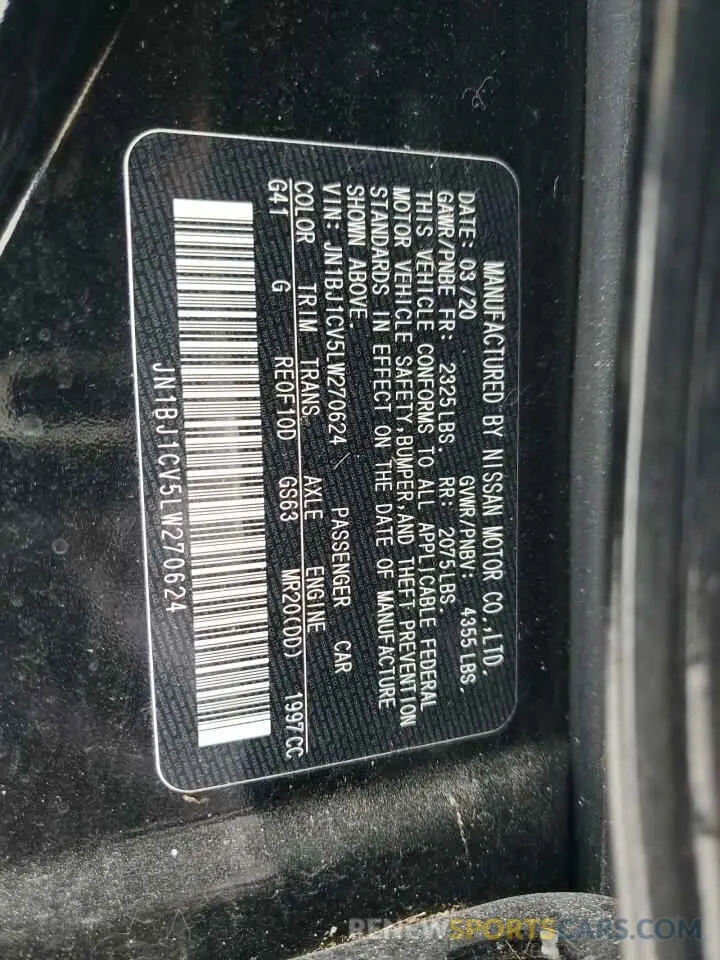 MANUFACTURED BY NISSAN MOTOR CO.,LTD.
DATE: 03/20 GVWR/PNBV: 4355 LBS.
GAWR/PNBE FR: 2325 LBS. RR: 2075 LBS.
THIS VEHICLE CONFORMS TO ALL APPLICABLE FEDERAL
MOTOR VEHICLE SAFETY,BUMPER,AND THEFT PREVENTION
STANDARDS IN EFFECT ON THE DATE OF MANUFACTURE
SHOWN ABOVE.
VIN: JN1BJ1CV5LW270624 / PASSENGER CAR
COLOR TRIM TRANS. AXLE ENGINE
G41 G RE0F10D GS63 MR20(DD) 1997CC
JN1BJ1CV5LW270624
RENEWSPORTSCARS.COM